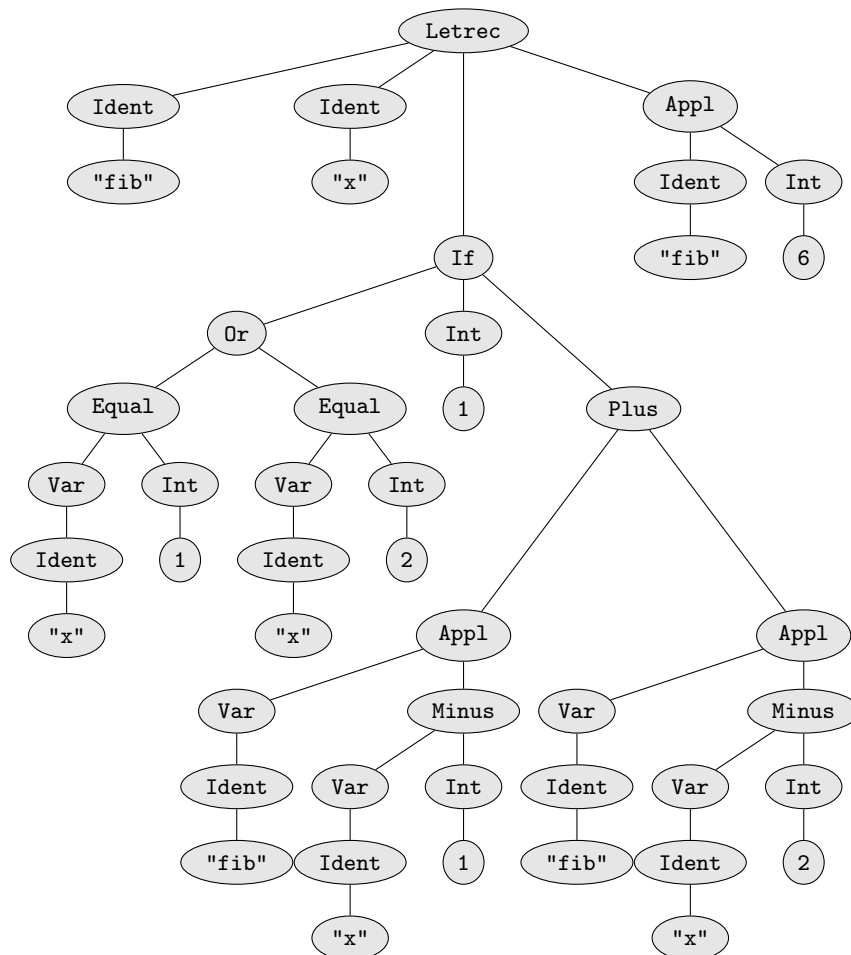 Letrec
Ident Ident Appl
"fib" "x" Ident Int
If "fib" 6
Or Int
Equal Equal 1 Plus
Var Int Var Int
Ident 1 Ident 2
"x" "x" Appl Appl
Var Minus Var Minus
Ident Var Int Ident Var Int
"fib" Ident 1 "fib" Ident 2
"x" "x"